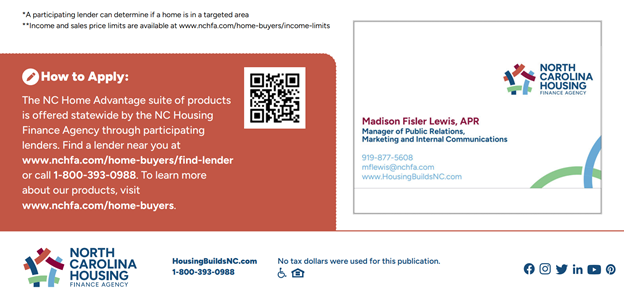 *A participating lender can determine if a home is in a targeted area
**Income and sales price limits are available at www.nchfa.com/home-buyers/income-limits
How to Apply:
The NC Home Advantage suite of products
is offered statewide by the NC Housing
Finance Agency through participating
lenders. Find a lender near you at
www.nchfa.com/home-buyers/find-lender
or call 1-800-393-0988. To learn more
about our products, visit
www.nchfa.com/home-buyers.
NORTH
CAROLINA
HOUSING
FINANCE AGENCY
Madison Fisler Lewis, APR
Manager of Public Relations,
Marketing and Internal Communications
919-877-5608
mflewis@nchfa.com
www.HousingBuildsNC.com
NORTH
CAROLINA
HOUSING
FINANCE AGENCY
HousingBuildsNC.com
1-800-393-0988
No tax dollars were used for this publication.